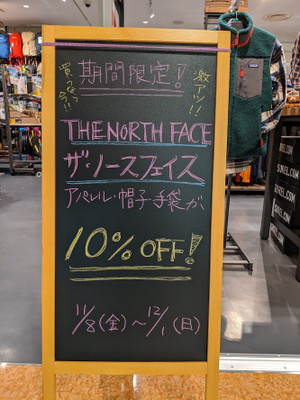 期間限定!
買うなら
今!!
激アツ!!
THE NORTH FACE
ザ・ノースフェイス
アパレル・帽子・手袋が
10% OFF!
11/8(金)～12/1(日)